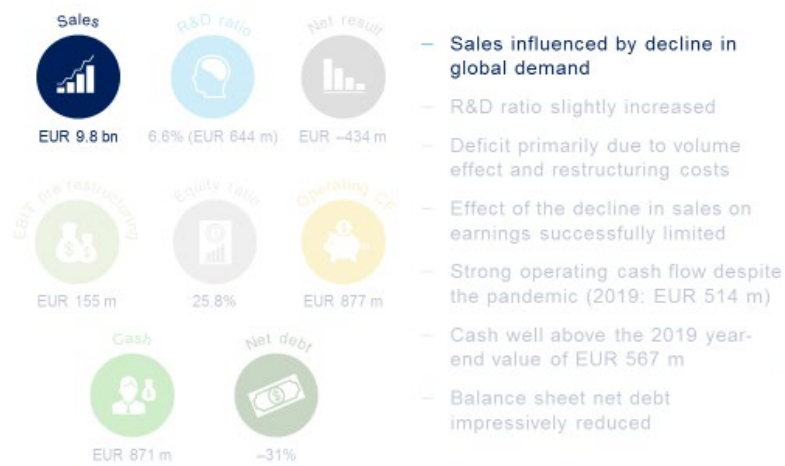 Sales
R&D ratio
Net result
EUR 9.8 bn
6,6% (EUR 644 m)
EUR –434 m
EBIT pre restructuring
Equity ratio
Operating CF
EUR 155 m
25.8%
EUR 877 m
Cash
Net debt
EUR 871 m
–31%
– Sales influenced by decline in
global demand
– R&D ratio slightly increased
– Deficit primarily due to volume
effect and restructuring costs
– Effect of the decline in sales on
earnings successfully limited
– Strong operating cash flow despite
the pandemic (2019: EUR 514 m)
– Cash well above the 2019 year-
end value of EUR 567 m
– Balance sheet net debt
impressively reduced